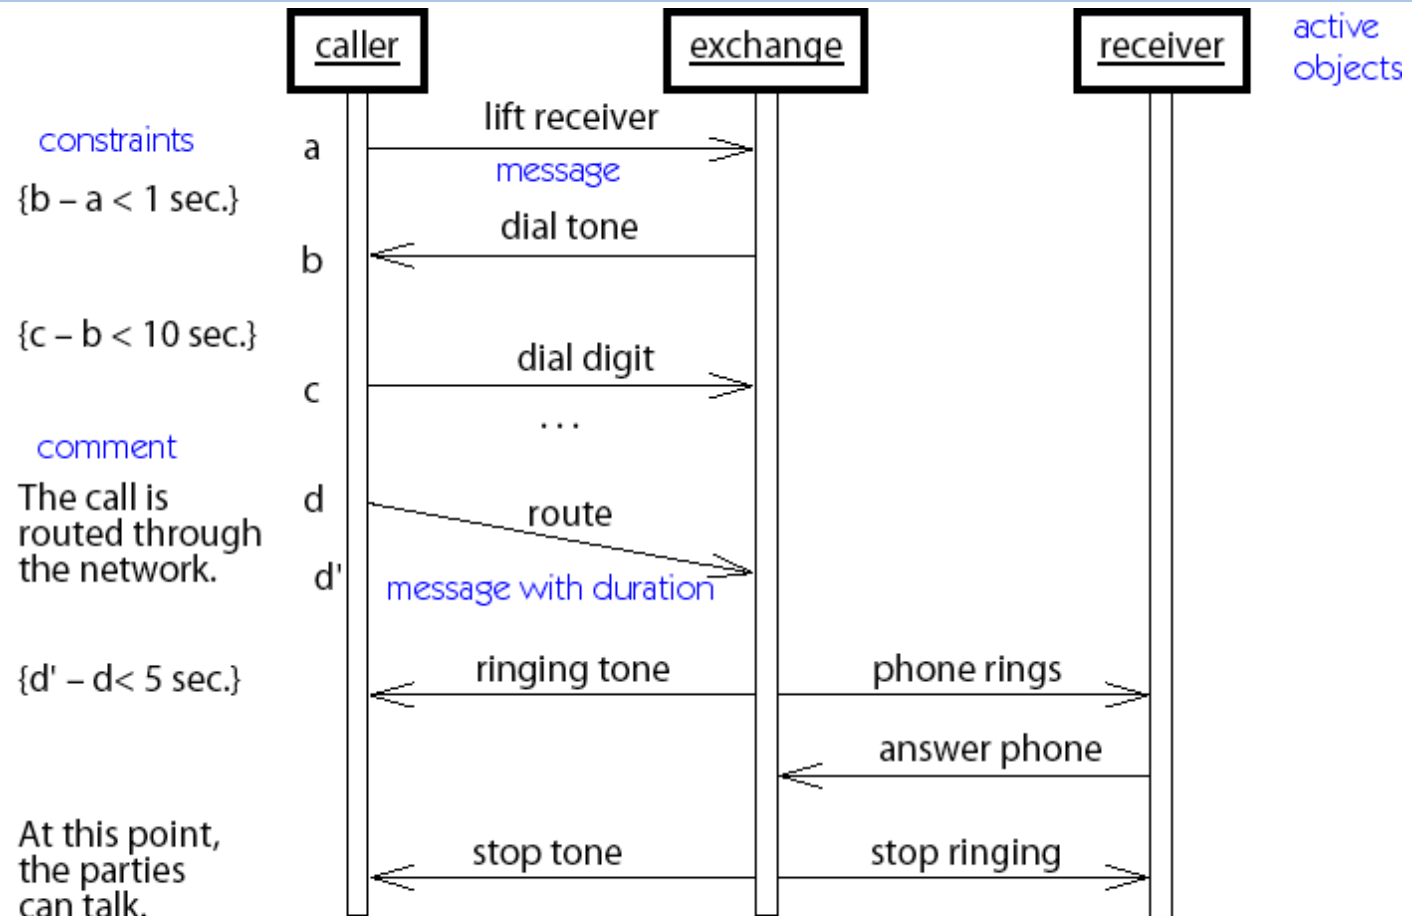 caller
exchange
receiver
active
objects
lift receiver
constraints
a
message
{b – a < 1 sec.}
dial tone
b
{c – b < 10 sec.}
dial digit
c
. . .
comment
The call is
routed through
the network.
d
route
d'
message with duration
{d' – d< 5 sec.}
ringing tone
phone rings
answer phone
At this point,
the parties
can talk.
stop tone
stop ringing